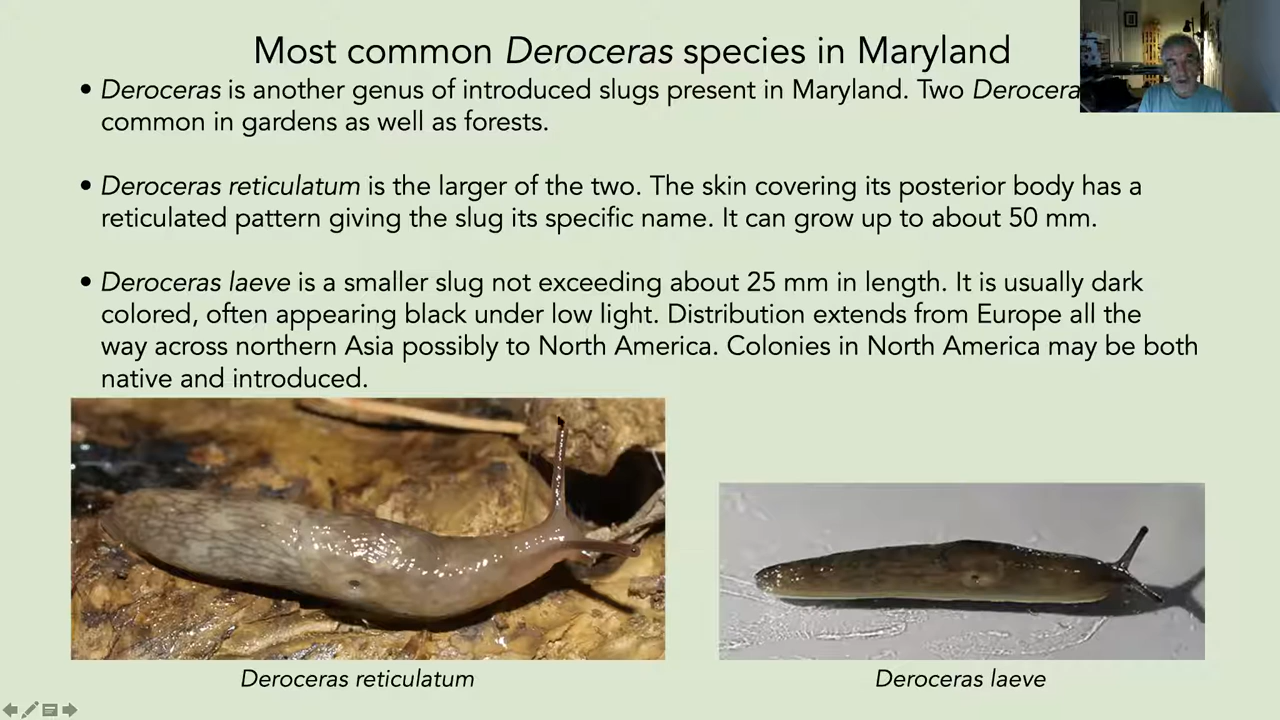 Most common Deroceras species in Maryland
• Deroceras is another genus of introduced slugs present in Maryland. Two
common in gardens as well as forests.
• Deroceras reticulatum is the larger of the two. The skin covering its posterior body has a
reticulated pattern giving the slug its specific name. It can grow up to about 50 mm.
• Deroceras laeve is a smaller slug not exceeding about 25 mm in length. It is usually dark
colored, often appearing black under low light. Distribution extends from Europe all the
way across northern Asia possibly to North America. Colonies in North America may be both
native and introduced.
Deroceras reticulatum
Deroceras laeve